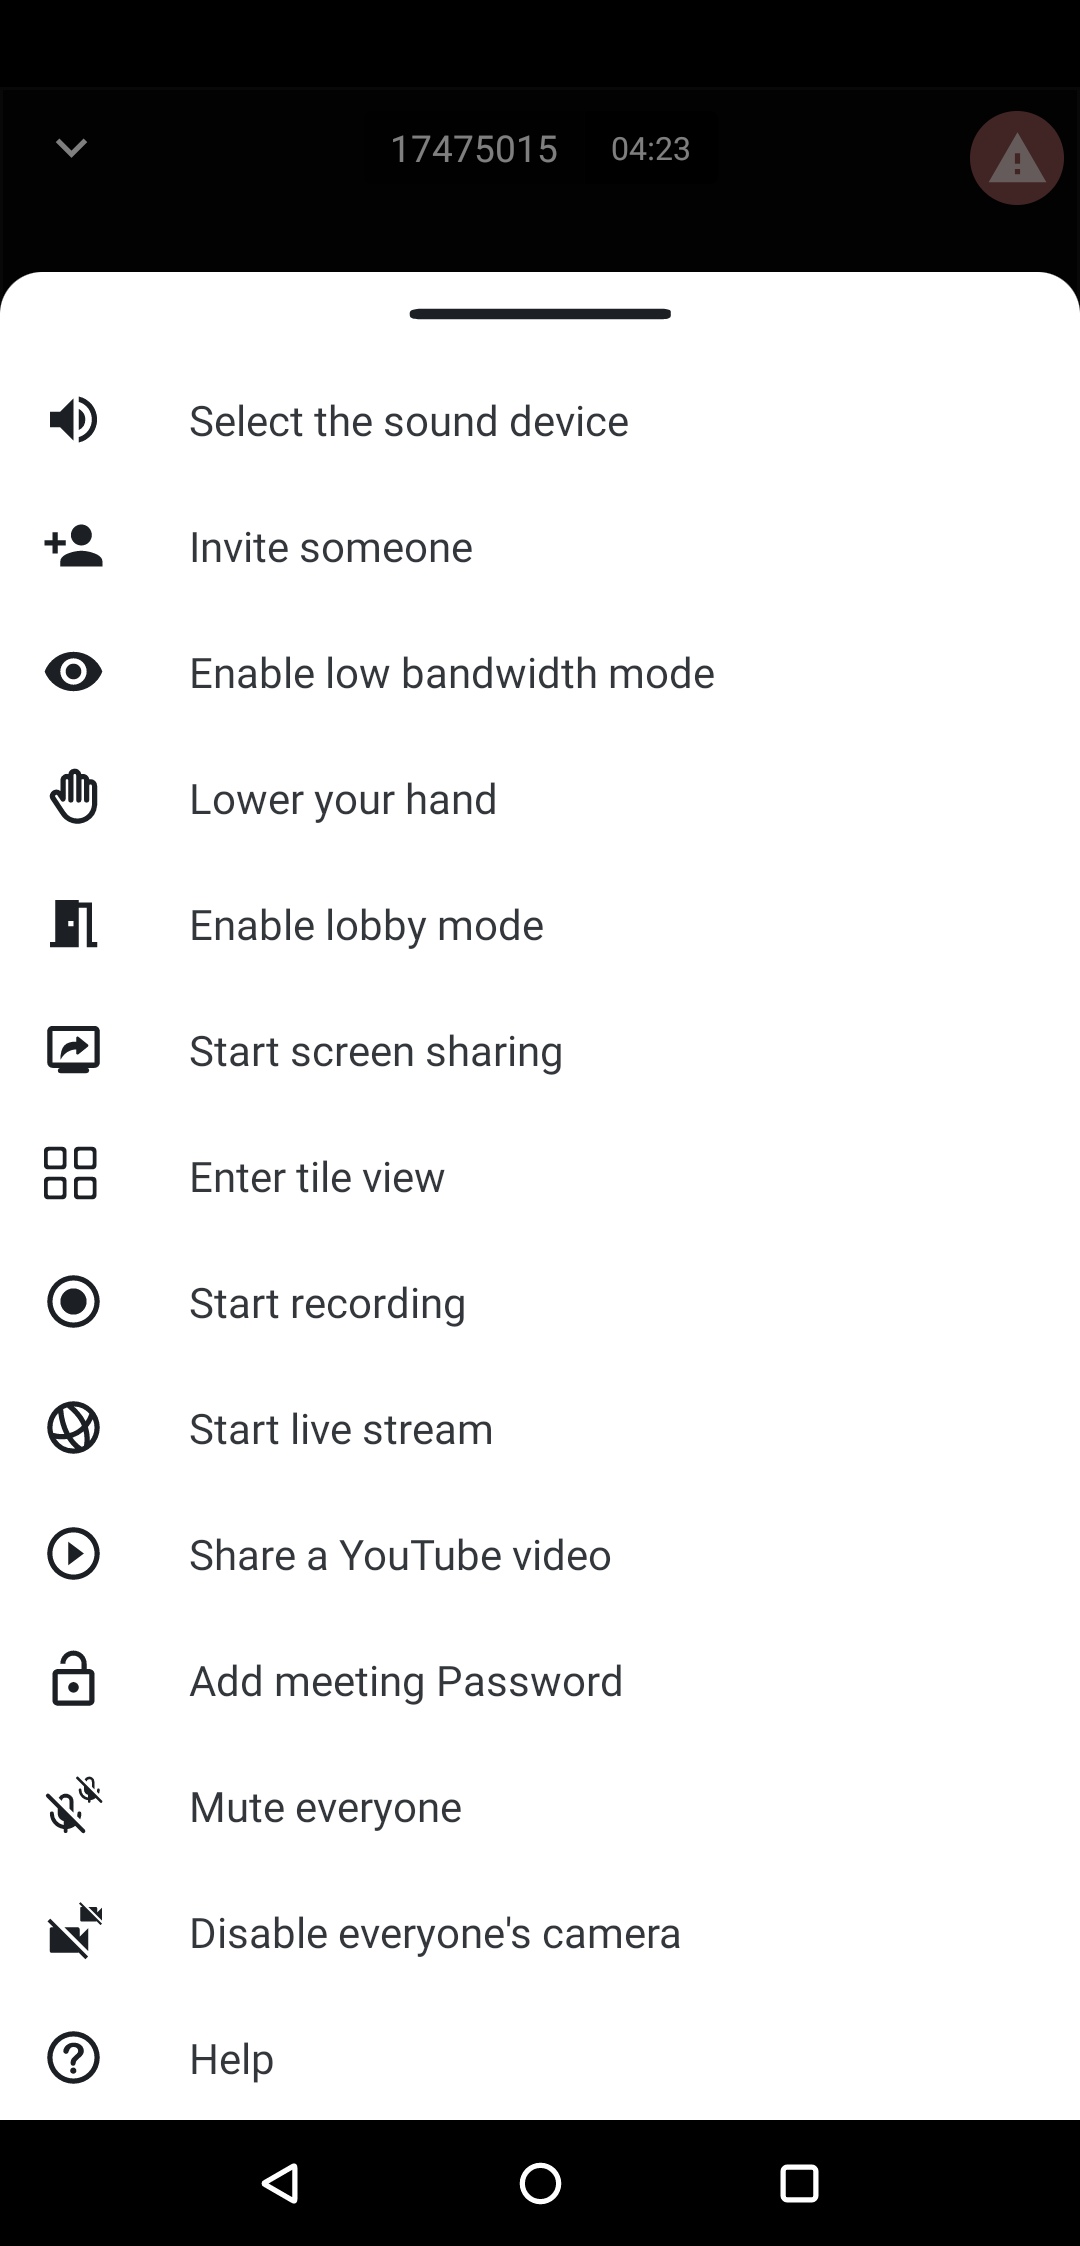 17475015 04:23
Select the sound device
Invite someone
Enable low bandwidth mode
Lower your hand
Enable lobby mode
Start screen sharing
Enter tile view
Start recording
Start live stream
Share a YouTube video
Add meeting Password
Mute everyone
Disable everyone's camera
Help